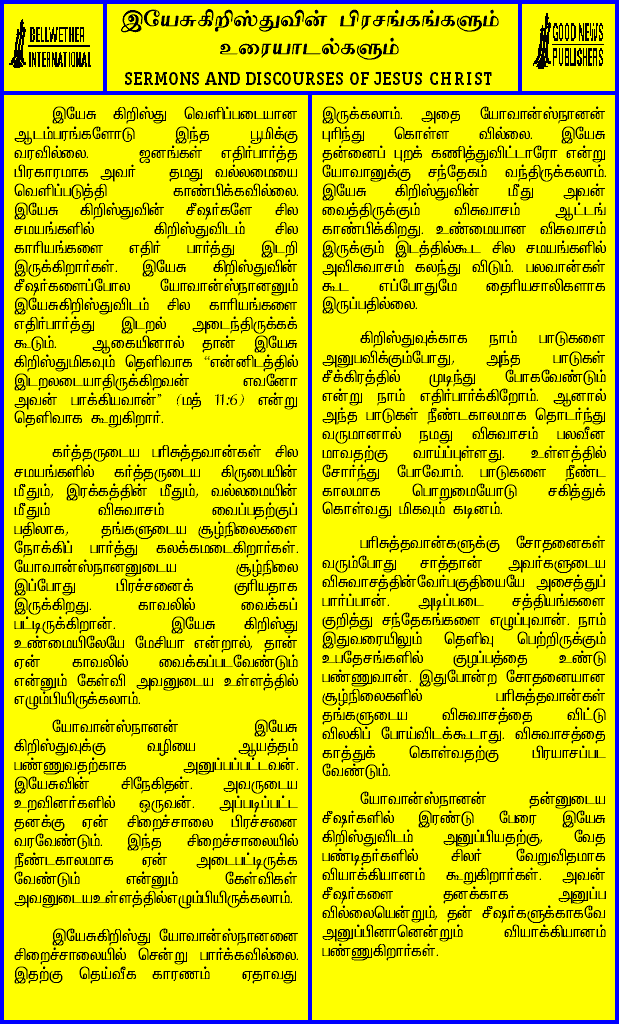 BELLWETHER
INTERNATIONAL
இயேசுகிறிஸ்துவின் பிரசங்கங்களும்
உரையாடல்களும்
SERMONS AND DISCOURSES OF JESUS CHRIST
GOOD NEWS
PUBLISHERS
இயேசு கிறிஸ்து வெளிப்படையான
ஆடம்பரங்களோடு இந்த பூமிக்கு
வரவில்லை. ஜனங்கள் எதிர்பார்த்த
பிரகாரமாக அவர் தமது வல்லமையை
வெளிப்படுத்தி காண்பிக்கவில்லை.
இயேசு கிறிஸ்துவின் சீஷர்களே சில
சமயங்களில் கிறிஸ்துவிடம் சில
காரியங்களை எதிர் பார்த்து இடறி
இருக்கிறார்கள். இயேசு கிறிஸ்துவின்
சீஷர்களைப்போல யோவான்ஸ்நானனும்
இயேசுகிறிஸ்துவிடம் சில காரியங்களை
எதிர்பார்த்து இடறல் அடைந்திருக்கக்
கூடும். ஆகையினால் தான் இயேசு
கிறிஸ்துமிகவும் தெளிவாக "என்னிடத்தில்
இடறலடையாதிருக்கிறவன் எவனோ
அவன் பாக்கியவான்" (மத் 11:6) என்று
தெளிவாக கூறுகிறார்.
கர்த்தருடைய பரிசுத்தவான்கள் சில
சமயங்களில் கர்த்தருடைய கிருபையின்
மீதும், இரக்கத்தின் மீதும், வல்லமையின்
மீதும் விசுவாசம் வைப்பதற்குப்
பதிலாக, தங்களுடைய சூழ்நிலைகளை
நோக்கிப் பார்த்து கலக்கமடைகிறார்கள்.
யோவான்ஸ்நானனுடைய சூழ்நிலை
இப்போது பிரச்சனைக் குரியதாக
இருக்கிறது. காவலில் வைக்கப்
பட்டிருக்கிறான். இயேசு கிறிஸ்து
உண்மையிலேயே மேசியா என்றால், தான்
ஏன் காவலில் வைக்கப்படவேண்டும்
என்னும் கேள்வி அவனுடைய உள்ளத்தில்
எழும்பியிருக்கலாம்.
யோவான்ஸ்நானன் இயேசு
கிறிஸ்துவுக்கு வழியை ஆயத்தம்
பண்ணுவதற்காக அனுப்பப்பட்டவன்.
இயேசுவின் சிநேகிதன். அவருடைய
உறவினர்களில் ஒருவன். அப்படிப்பட்ட
தனக்கு ஏன் சிறைச்சாலை பிரச்சனை
வரவேண்டும். இந்த சிறைச்சாலையில்
நீண்டகாலமாக ஏன் அடைபட்டிருக்க
வேண்டும் என்னும் கேள்விகள்
அவனுடையஉள்ளத்தில்எழும்பியிருக்கலாம்.
இயேசுகிறிஸ்து யோவான்ஸ்நானனை
சிறைச்சாலையில் சென்று பார்க்கவில்லை.
இதற்கு தெய்வீக காரணம் ஏதாவது
இருக்கலாம். அதை யோவான்ஸ்நானன்
புரிந்து கொள்ள வில்லை. இயேசு
தன்னைப் புறக் கணித்துவிட்டாரோ என்று
யோவானுக்கு சந்தேகம் வந்திருக்கலாம்.
இயேசு கிறிஸ்துவின் மீது அவன்
வைத்திருக்கும் விசுவாசம் ஆட்டங்
காண்பிக்கிறது. உண்மையான விசுவாசம்
இருக்கும் இடத்தில்கூட சில சமயங்களில்
அவிசுவாசம் கலந்து விடும். பலவான்கள்
கூட எப்போதுமே தைரியசாலிகளாக
இருப்பதில்லை.
கிறிஸ்துவுக்காக நாம் பாடுகளை
அனுபவிக்கும்போது, அந்த பாடுகள்
சீக்கிரத்தில் முடிந்து போகவேண்டும்
என்று நாம் எதிர்பார்க்கிறோம். ஆனால்
அந்த பாடுகள் நீண்டகாலமாக தொடர்ந்து
வருமானால் நமது விசுவாசம் பலவீன
மாவதற்கு வாய்ப்புள்ளது. உள்ளத்தில்
சோர்ந்து போவோம். பாடுகளை நீண்ட
காலமாக பொறுமையோடு சகித்துக்
கொள்வது மிகவும் கடினம்.
பரிசுத்தவான்களுக்கு சோதனைகள்
வரும்போது சாத்தான் அவர்களுடைய
விசுவாசத்தின்வேர்பகுதியையே அசைத்துப்
பார்ப்பான். அடிப்படை சத்தியங்களை
குறித்து சந்தேகங்களை எழுப்புவான். நாம்
இதுவரையிலும் தெளிவு பெற்றிருக்கும்
உபதேசங்களில் குழப்பத்தை உண்டு
பண்ணுவான். இதுபோன்ற சோதனையான
சூழ்நிலைகளில் பரிசுத்தவான்கள்
தங்களுடைய விசுவாசத்தை விட்டு
விலகிப் போய்விடக்கூடாது. விசுவாசத்தை
காத்துக் கொள்வதற்கு பிரயாசப்பட
வேண்டும்.
யோவான்ஸ்நானன் தன்னுடைய
சீஷர்களில் இரண்டு பேரை இயேசு
கிறிஸ்துவிடம் அனுப்பியதற்கு, வேத
பண்டிதர்களில் சிலர் வேறுவிதமாக
வியாக்கியானம் கூறுகிறார்கள். அவன்
சீஷர்களை தனக்காக அனுப்ப
வில்லையென்றும், தன் சீஷர்களுக்காகவே
அனுப்பினானென்றும் வியாக்கியானம்
பண்ணுகிறார்கள்.